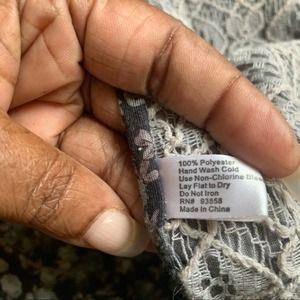 100% Polyester
Hand Wash Cold
Use Non-Chlorine
Lay Flat to Dry
Do Not Iron
RN# 93858
Made in China